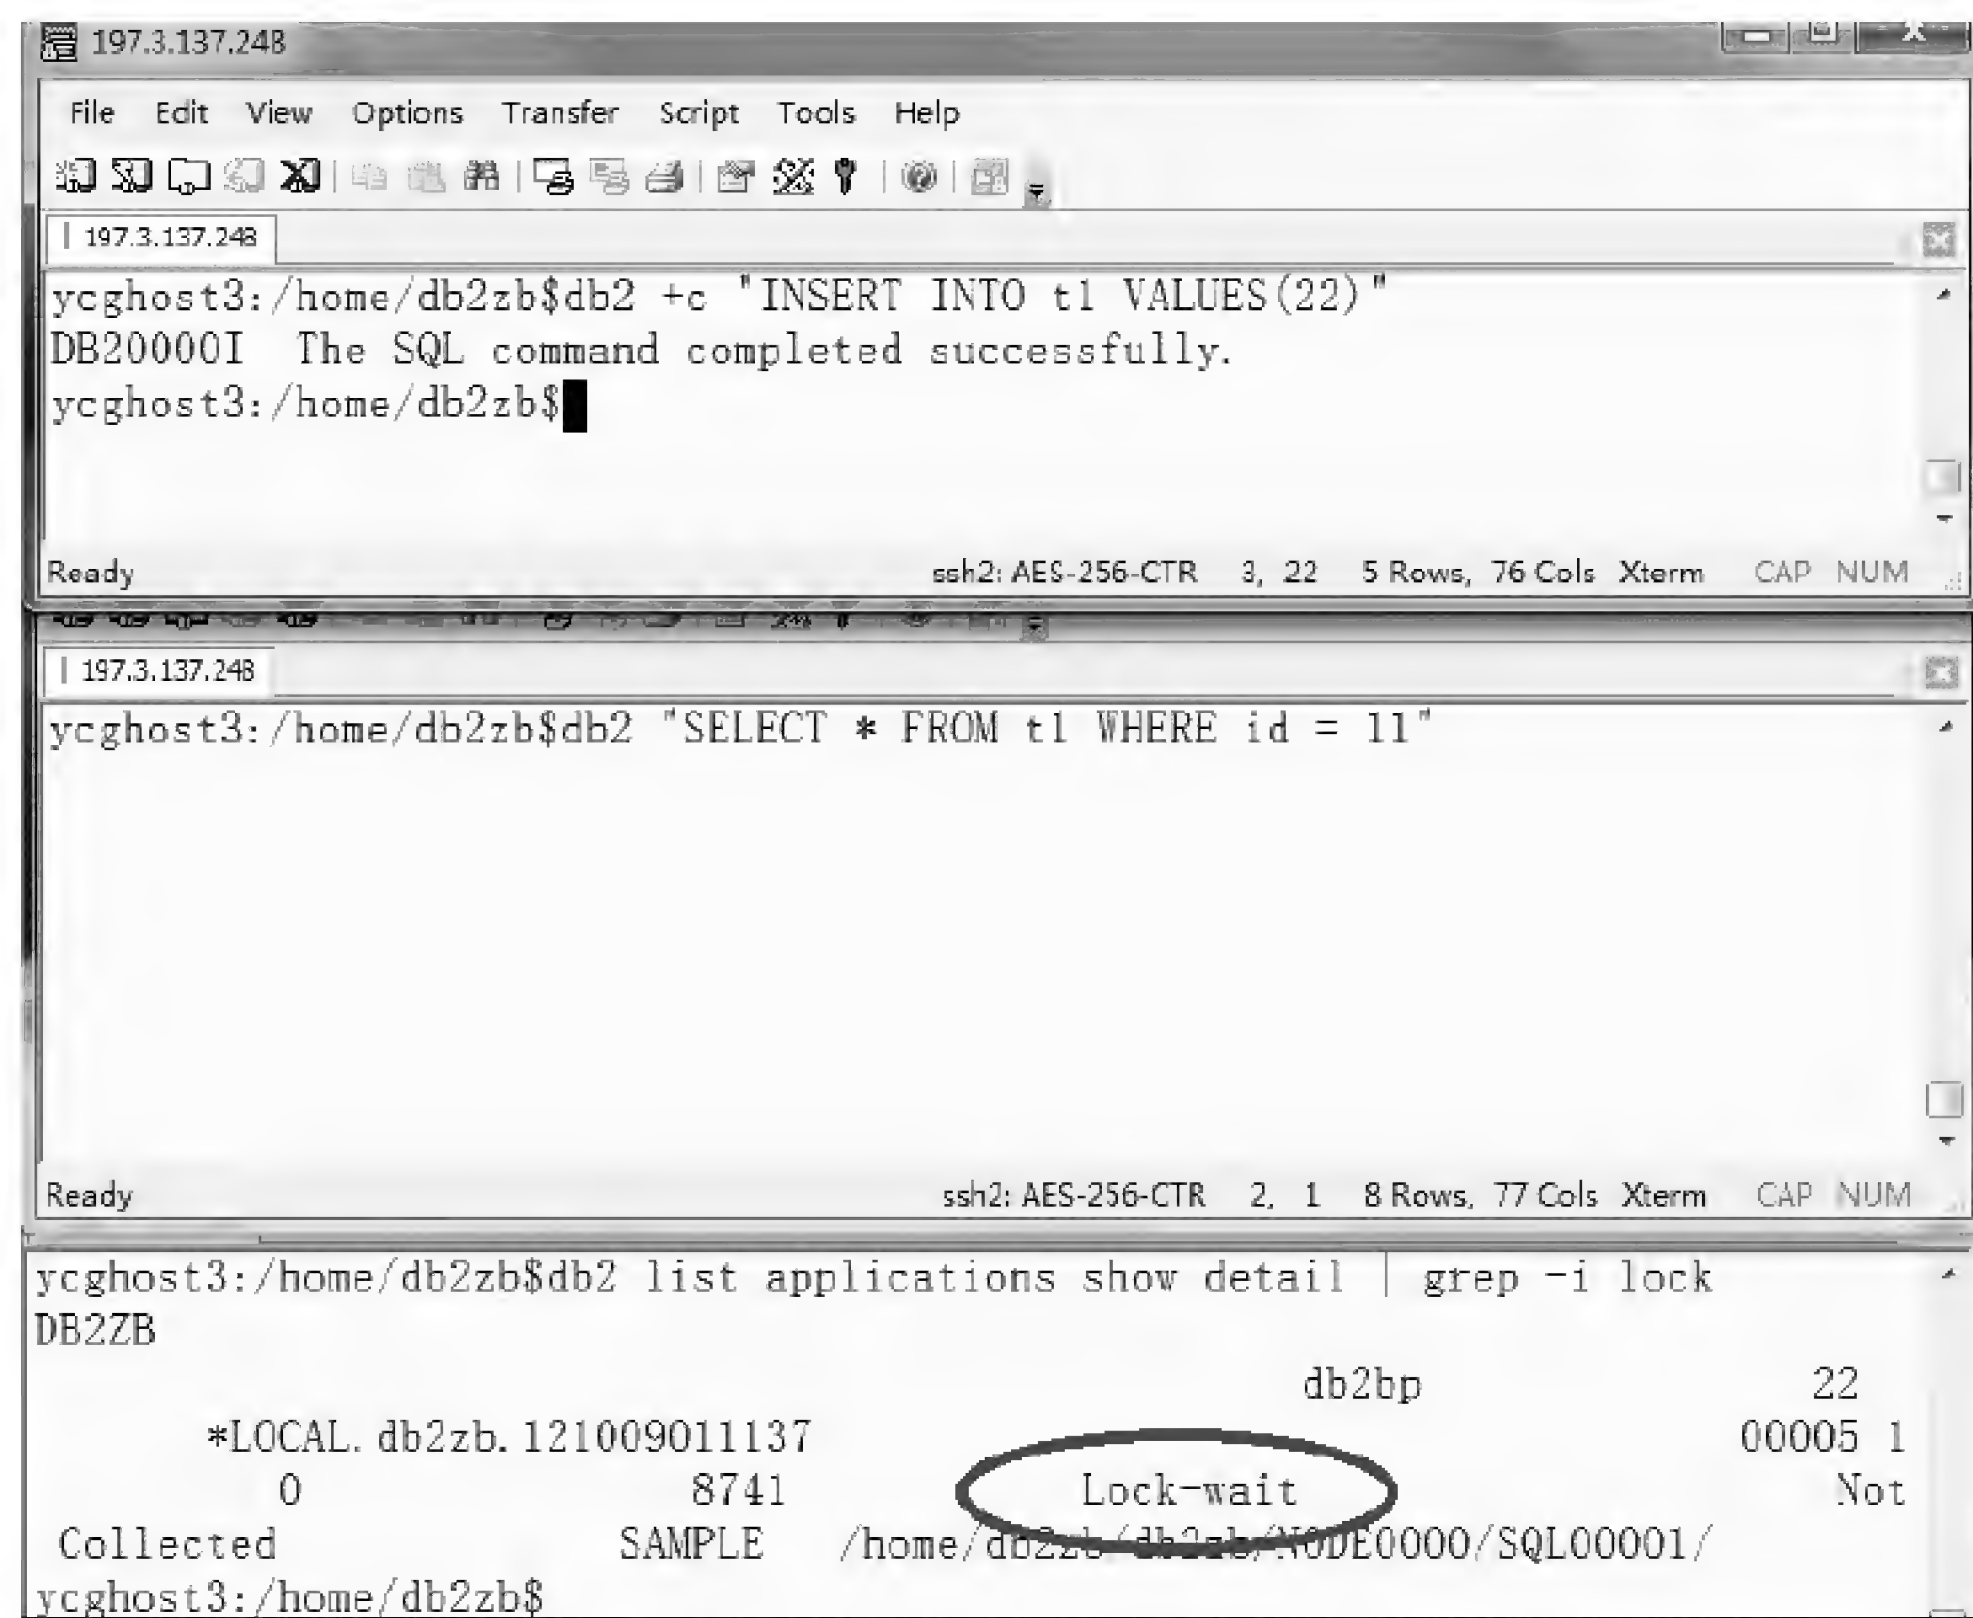 197.3.137.248
File Edit View Options Transfer Script Tools Help
197.3.137.248
ycghost3:/home/db2zb$db2 +c "INSERT INTO t1 VALUES(22)"
DB20000I  The SQL command completed successfully.
ycghost3:/home/db2zb$
Ready ssh2: AES-256-CTR 3, 22 5 Rows, 76 Cols Xterm CAP NUM
197.3.137.248
ycghost3:/home/db2zb$db2 "SELECT * FROM t1 WHERE id = 11"
Ready ssh2: AES-256-CTR 2, 1 8 Rows, 77 Cols Xterm CAP NUM
ycghost3:/home/db2zb$db2 list applications show detail | grep -i lock
DB2ZB
db2bp 22
*LOCAL.db2zb.121009011137 00005 1
0 8741 Lock-wait Not
Collected SAMPLE /home/db2zb/db2zb/NODE0000/SQL00001/
ycghost3:/home/db2zb$